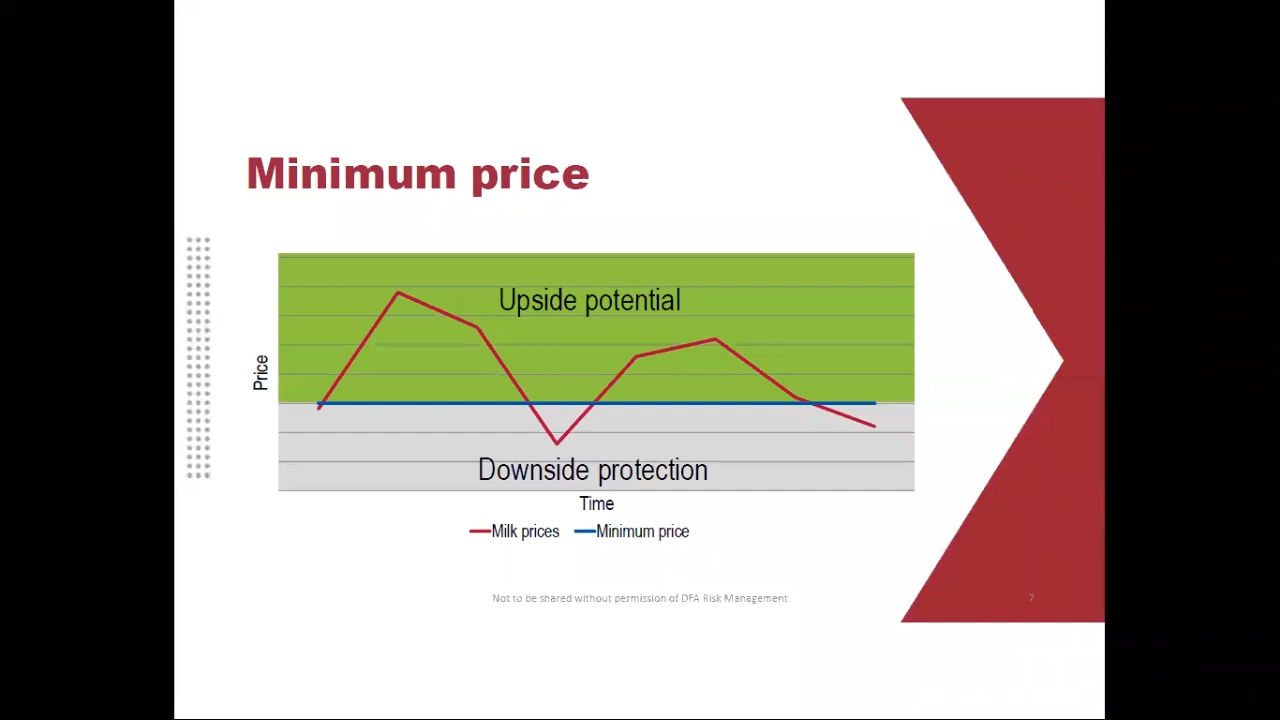 Minimum price
Upside potential
Price
Downside protection
Time
Milk prices Minimum price
Not to be shared without permission of DFA Risk Management 7